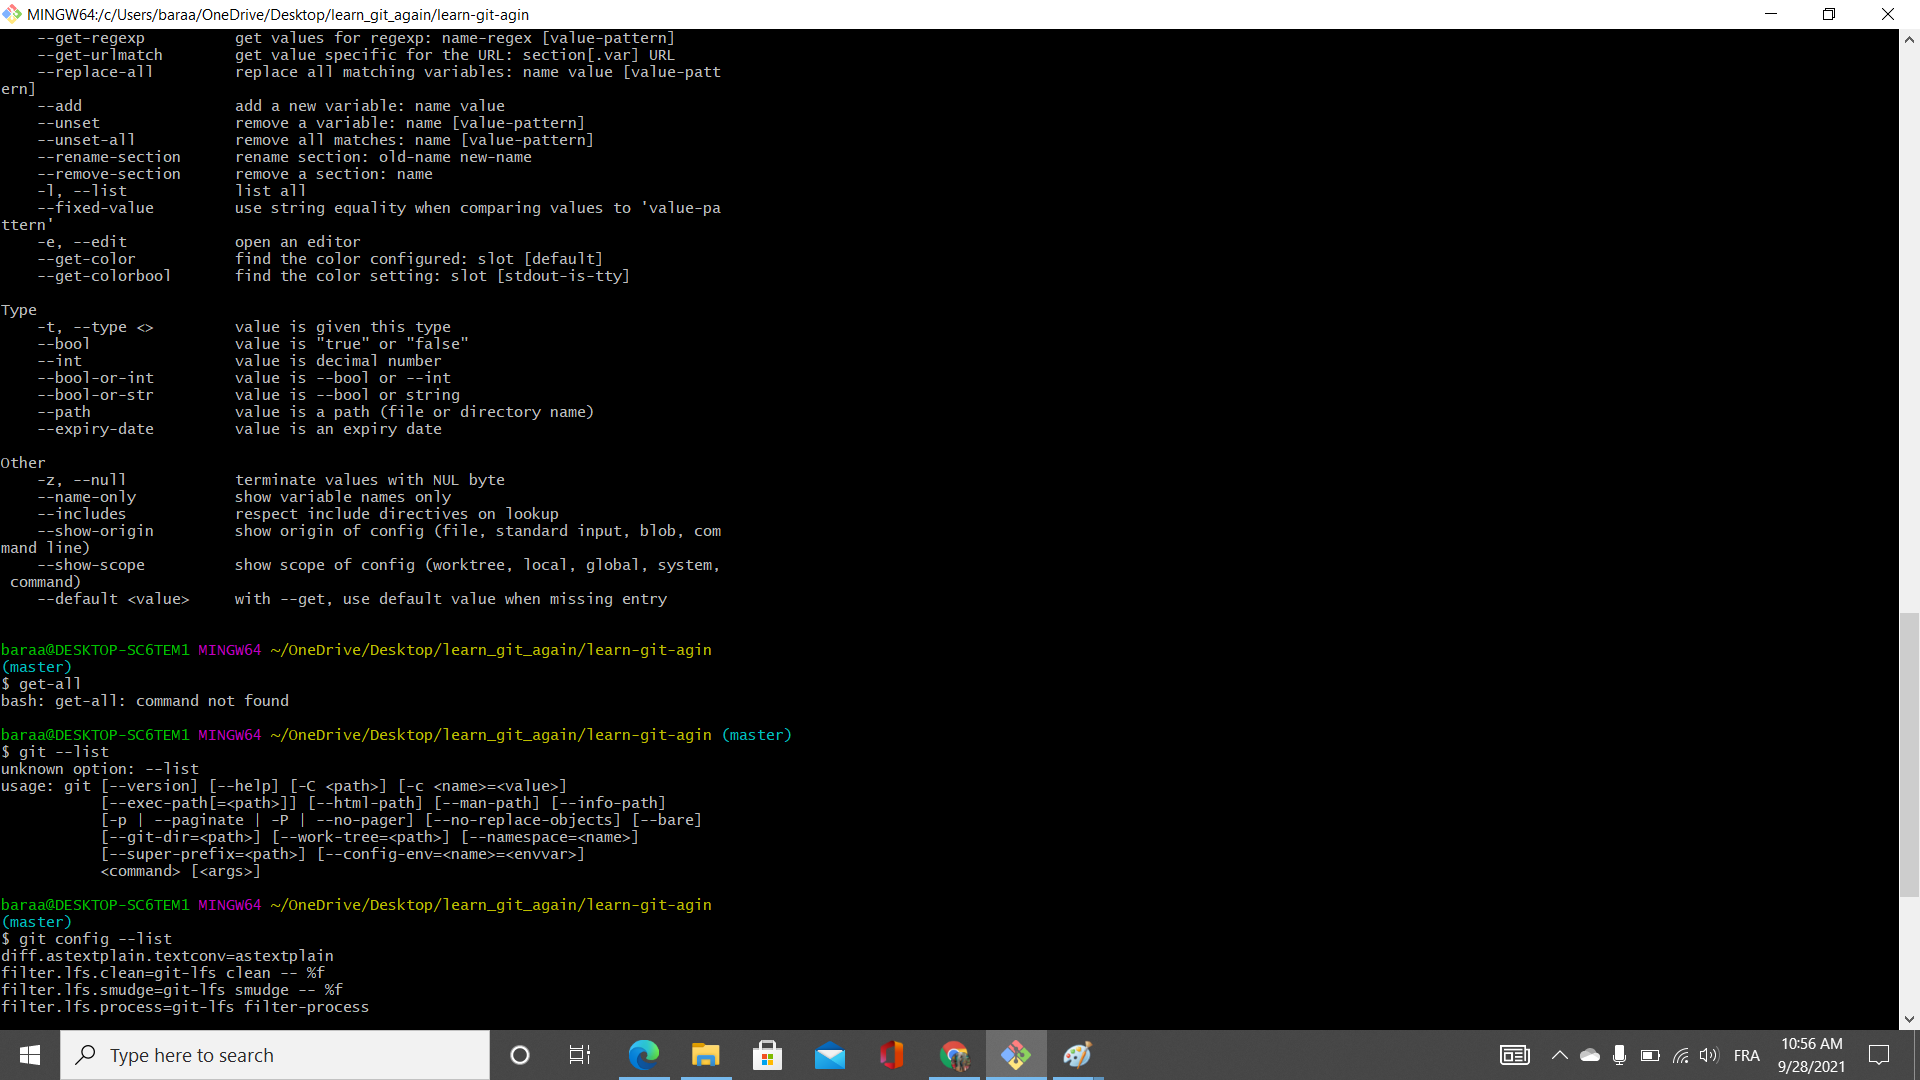 MINGW64:/c/Users/baraa/OneDrive/Desktop/learn_git_again/learn-git-agin
    --get-regexp          get values for regexp: name-regex [value-pattern]
    --get-urlmatch        get value specific for the URL: section[.var] URL
    --replace-all         replace all matching variables: name value [value-patt
ern]
    --add                 add a new variable: name value
    --unset               remove a variable: name [value-pattern]
    --unset-all           remove all matches: name [value-pattern]
    --rename-section      rename section: old-name new-name
    --remove-section      remove a section: name
    -l, --list            list all
    --fixed-value         use string equality when comparing values to 'value-pa
ttern'
    -e, --edit            open an editor
    --get-color           find the color configured: slot [default]
    --get-colorbool       find the color setting: slot [stdout-is-tty]
Type
    -t, --type <>         value is given this type
    --bool                value is "true" or "false"
    --int                 value is decimal number
    --bool-or-int         value is --bool or --int
    --bool-or-str         value is --bool or string
    --path                value is a path (file or directory name)
    --expiry-date         value is an expiry date
Other
    -z, --null            terminate values with NUL byte
    --name-only           show variable names only
    --includes            respect include directives on lookup
    --show-origin         show origin of config (file, standard input, blob, com
mand line)
    --show-scope          show scope of config (worktree, local, global, system,
 command)
    --default <value>     with --get, use default value when missing entry
baraa@DESKTOP-SC6TEM1 MINGW64 ~/OneDrive/Desktop/learn_git_again/learn-git-agin
(master)
$ get-all
bash: get-all: command not found
baraa@DESKTOP-SC6TEM1 MINGW64 ~/OneDrive/Desktop/learn_git_again/learn-git-agin (master)
$ git --list
unknown option: --list
usage: git [--version] [--help] [-C <path>] [-c <name>=<value>]
           [--exec-path[=<path>]] [--html-path] [--man-path] [--info-path]
           [-p | --paginate | -P | --no-pager] [--no-replace-objects] [--bare]
           [--git-dir=<path>] [--work-tree=<path>] [--namespace=<name>]
           [--super-prefix=<path>] [--config-env=<name>=<envvar>]
           <command> [<args>]
baraa@DESKTOP-SC6TEM1 MINGW64 ~/OneDrive/Desktop/learn_git_again/learn-git-agin
(master)
$ git config --list
diff.astextplain.textconv=astextplain
filter.lfs.clean=git-lfs clean -- %f
filter.lfs.smudge=git-lfs smudge -- %f
filter.lfs.process=git-lfs filter-process
Type here to search
FRA
10:56 AM
9/28/2021